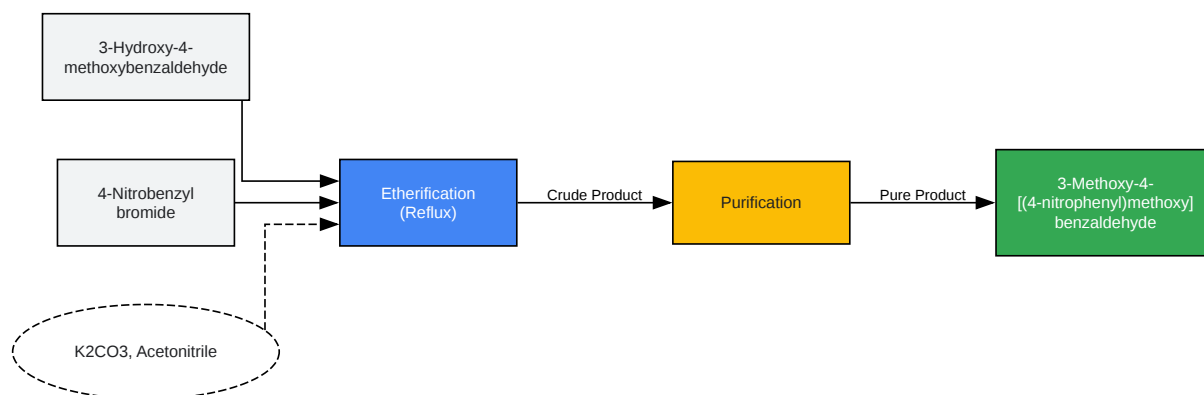 3-Hydroxy-4-
methoxybenzaldehyde
4-Nitrobenzyl
bromide
K2CO3, Acetonitrile
Etherification
(Reflux)
Crude Product
Purification
Pure Product
3-Methoxy-4-
[(4-nitrophenyl)methoxy]
benzaldehyde